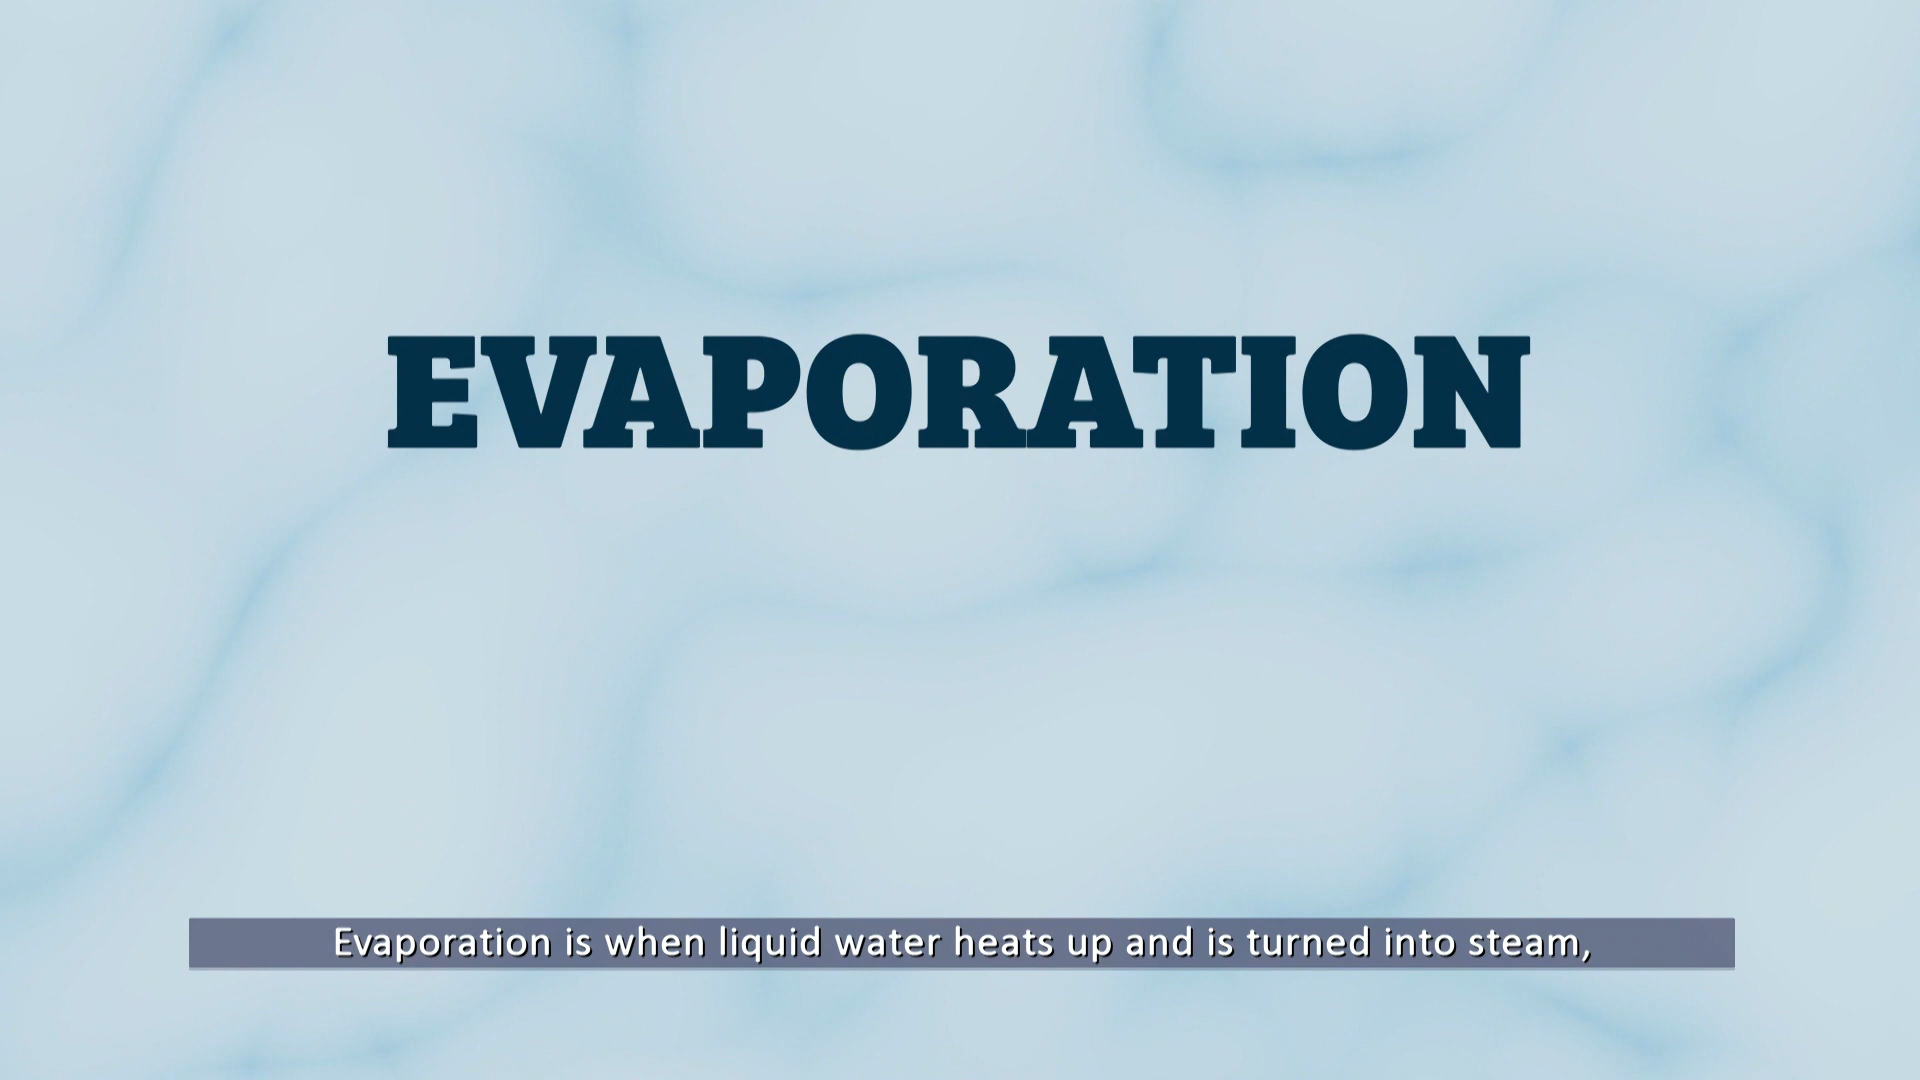 EVAPORATION
Evaporation is when liquid water heats up and is turned into steam,